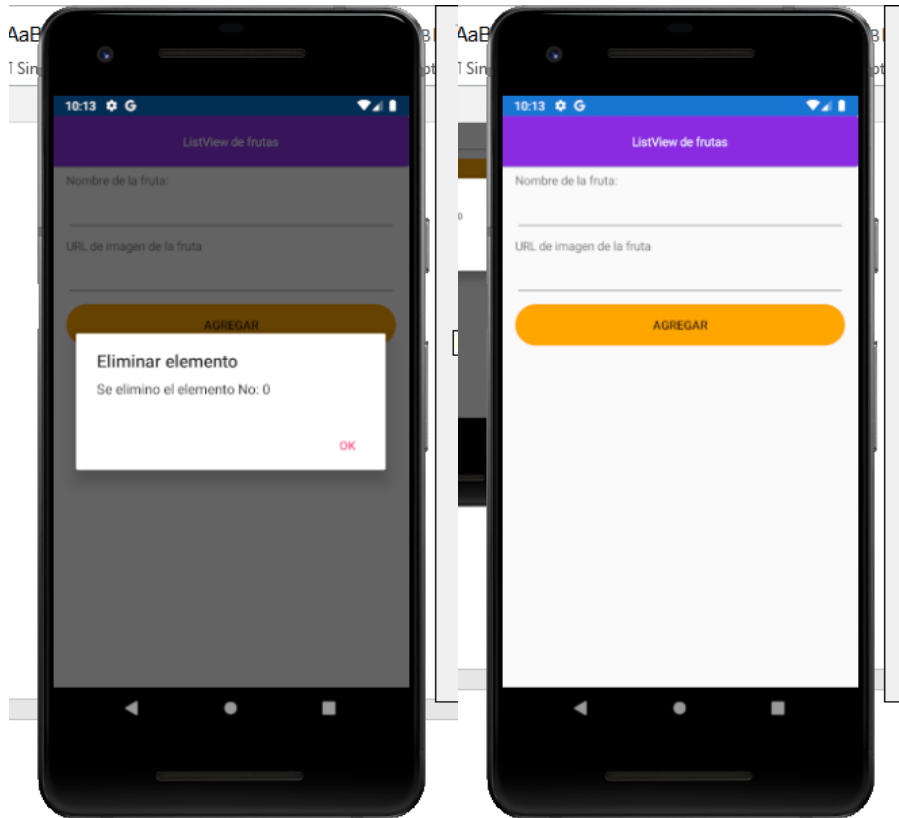 AaB
10:13 G
ListView de frutas
Nombre de la fruta:
URL de imagen de la fruta
AGREGAR
Eliminar elemento
Se elimino el elemento No: 0
OK
AaB
10:13 G
ListView de frutas
Nombre de la fruta:
URL de imagen de la fruta
AGREGAR